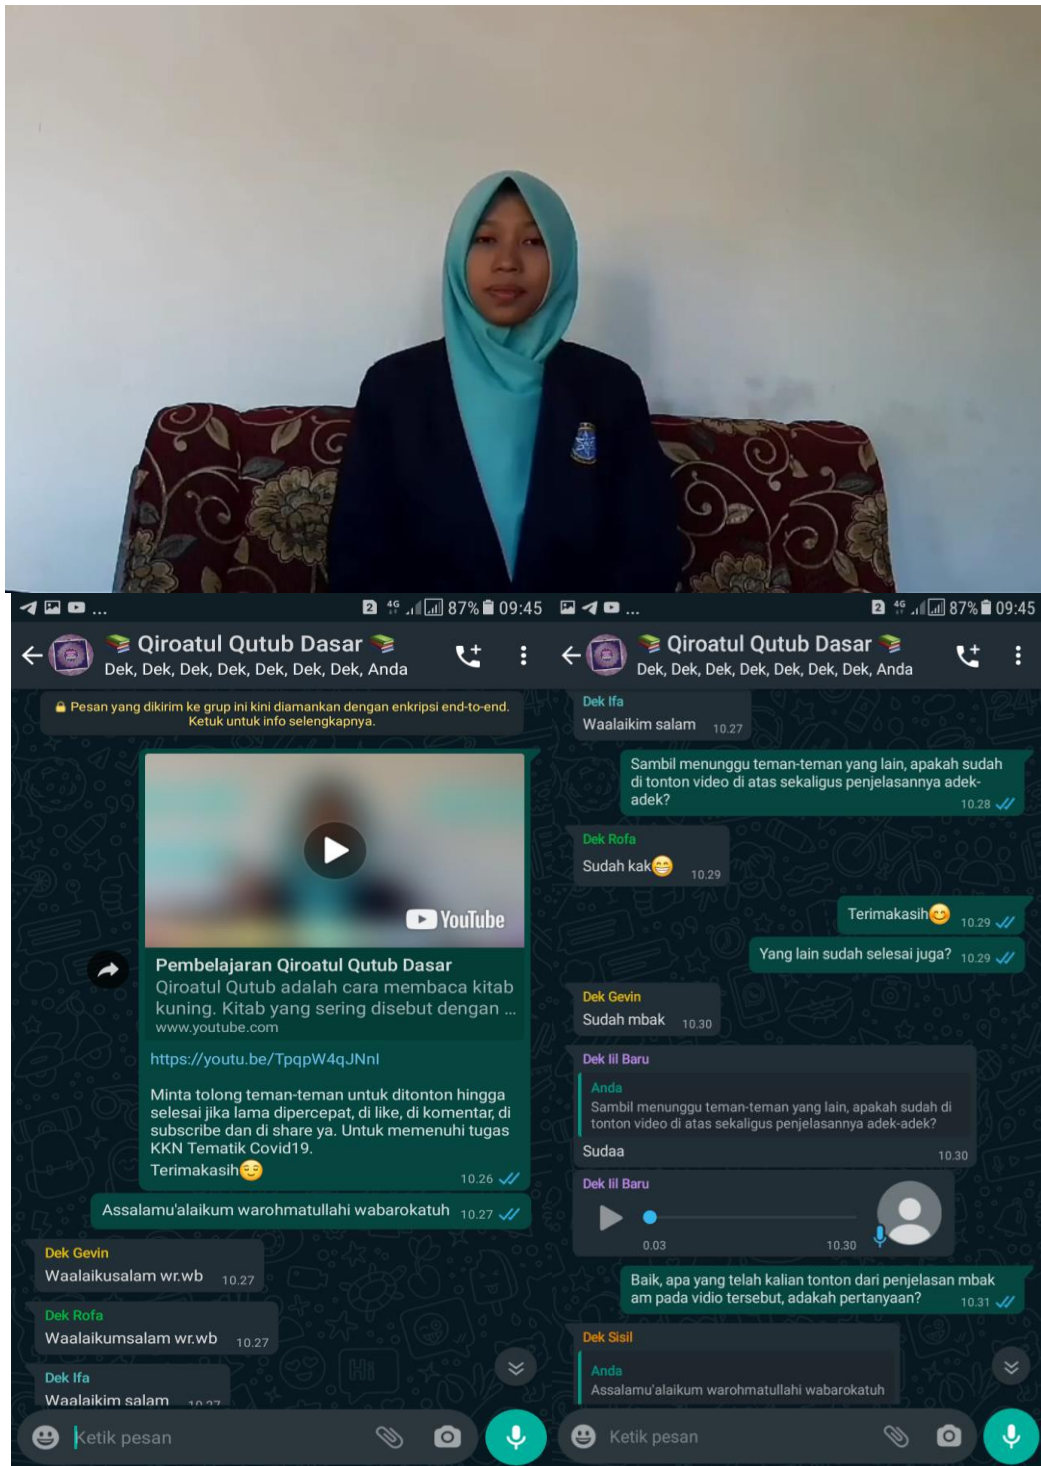 ... 2 4G 87% 09:45
Qiroatul Qutub Dasar
Dek, Dek, Dek, Dek, Dek, Dek, Dek, Anda
Pesan yang dikirim ke grup ini kini diamankan dengan enkripsi end-to-end.
Ketuk untuk info selengkapnya.
YouTube
Pembelajaran Qiroatul Qutub Dasar
Qiroatul Qutub adalah cara membaca kitab
kuning. Kitab yang sering disebut dengan ...
www.youtube.com
https://youtu.be/TpqpW4qJNnI
Minta tolong teman-teman untuk ditonton hingga
selesai jika lama dipercepat, di like, di komentar, di
subscribe dan di share ya. Untuk memenuhi tugas
KKN Tematik Covid19.
Terimakasih😏
10.26
Assalamu'alaikum warohmatullahi wabarokatuh 10.27
Dek Gevin
Waalaikusalam wr.wb 10.27
Dek Rofa
Waalaikumsalam wr.wb 10.27
Dek Ifa
Waalaikim salam 10.27
Ketik pesan
... 2 4G 87% 09:45
Qiroatul Qutub Dasar
Dek, Dek, Dek, Dek, Dek, Dek, Dek, Anda
Dek Ifa
Waalaikim salam 10.27
Sambil menunggu teman-teman yang lain, apakah sudah
di tonton video di atas sekaligus penjelasannya adek-
adek? 10.28
Dek Rofa
Sudah kak😁 10.29
Terimakasih😊 10.29
Yang lain sudah selesai juga? 10.29
Dek Gevin
Sudah mbak 10.30
Dek Iil Baru
Anda
Sambil menunggu teman-teman yang lain, apakah sudah di
tonton video di atas sekaligus penjelasannya adek-adek?
Sudaa 10.30
Dek Iil Baru
0.03 10.30
Baik, apa yang telah kalian tonton dari penjelasan mbak
am pada vidio tersebut, adakah pertanyaan? 10.31
Dek Sisil
Anda
Assalamu'alaikum warohmatullahi wabarokatuh
Ketik pesan